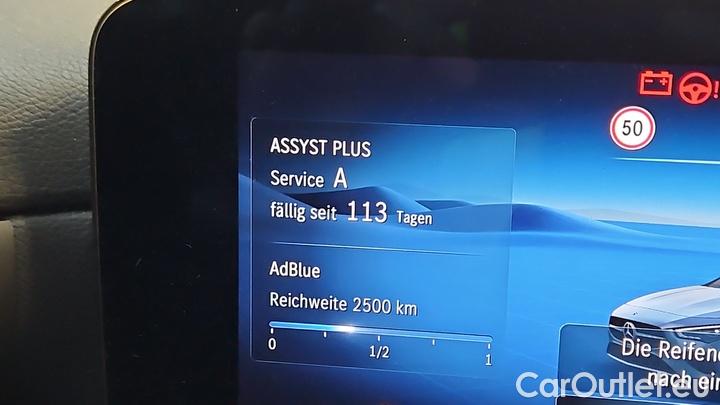 50
ASSYST PLUS
Service A
fällig seit 113 Tagen
AdBlue
Reichweite 2500 km
0 1/2 1
Die
nach
CarOutlet.eu